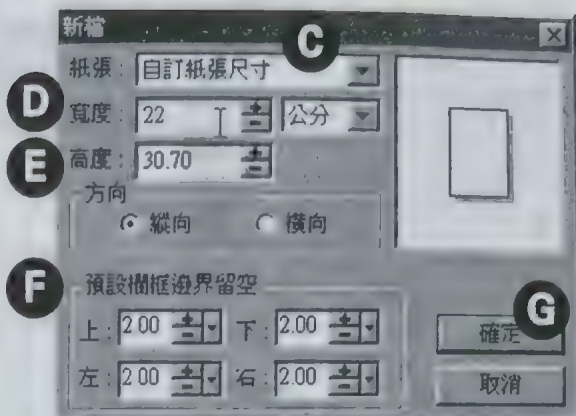 新檔
C
紙張：自訂紙張尺寸
D 寬度：22 公分
E 高度：30.70
方向
縱向 橫向
F 預設欄框邊界留空
上：2.00 下：2.00
左：2.00 右：2.00
G
確定
取消